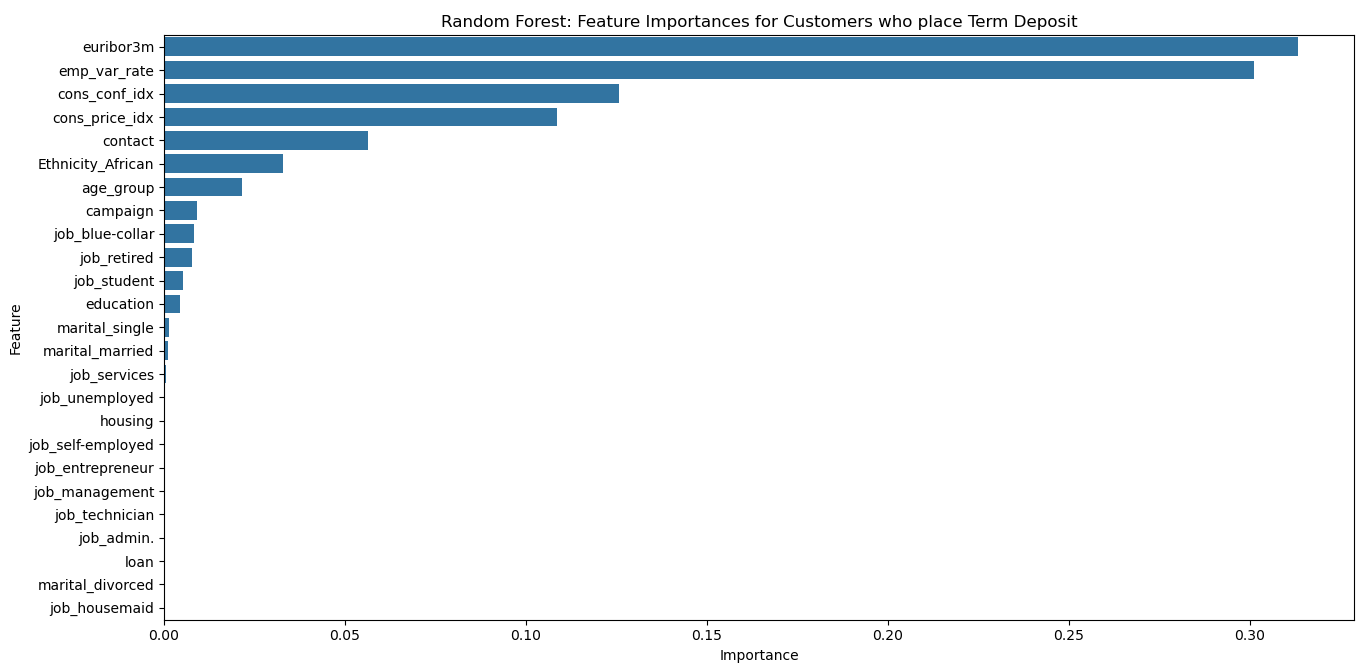 Random Forest: Feature Importances for Customers who place Term Deposit
euribor3m
emp_var_rate
cons_conf_idx
cons_price_idx
contact
Ethnicity_African
age_group
campaign
job_blue-collar
job_retired
job_student
education
marital_single
marital_married
job_services
job_unemployed
housing
job_self-employed
job_entrepreneur
job_management
job_technician
job_admin.
loan
marital_divorced
job_housemaid
Feature
0.00 0.05 0.10 0.15 0.20 0.25 0.30
Importance